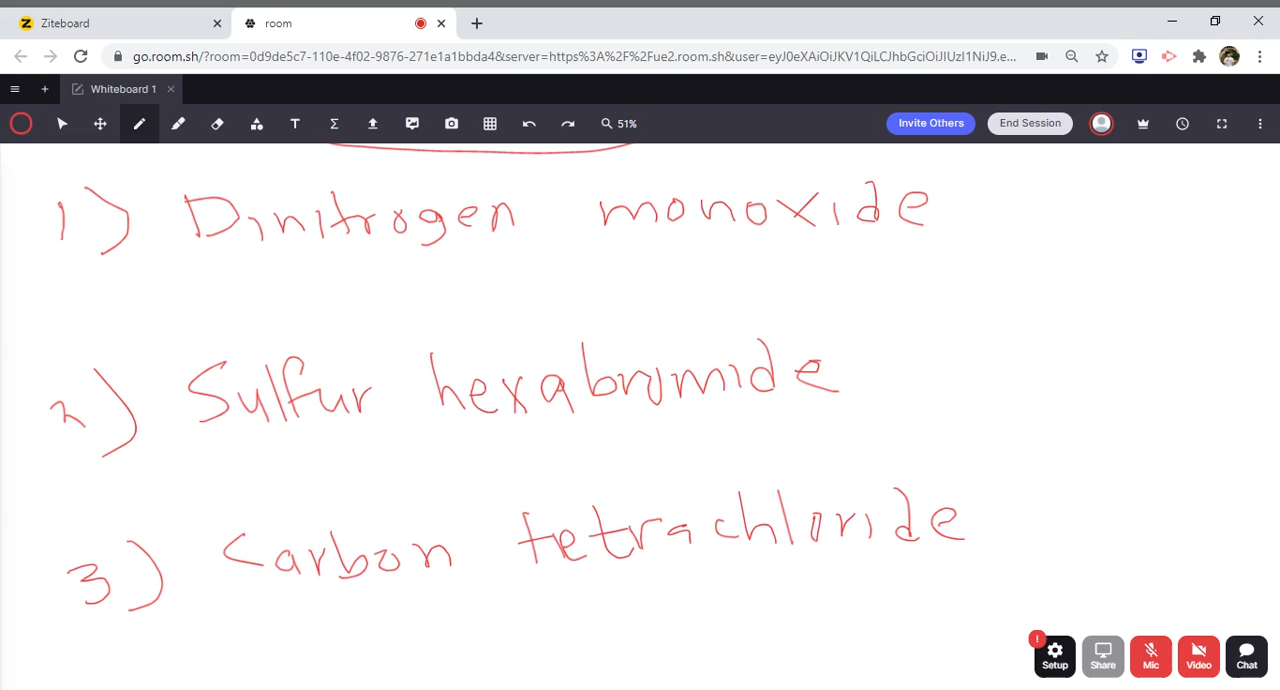 Ziteboard
room
go.room.sh/?room=0d9de5c7-110e-4f02-9876-271e1a1bbda4&server=https%3A%2F%2Fue2.room.sh&user=eyJ0eXAiOiJKV1QiLCJhbGciOiJIUzI1NiJ9.e...
Whiteboard 1
T Σ 51% Invite Others End Session
1) Dinitrogen monoxide
2) Sulfur hexabromide
3) Carbon tetrachloride
Setup Share Mic Video Chat